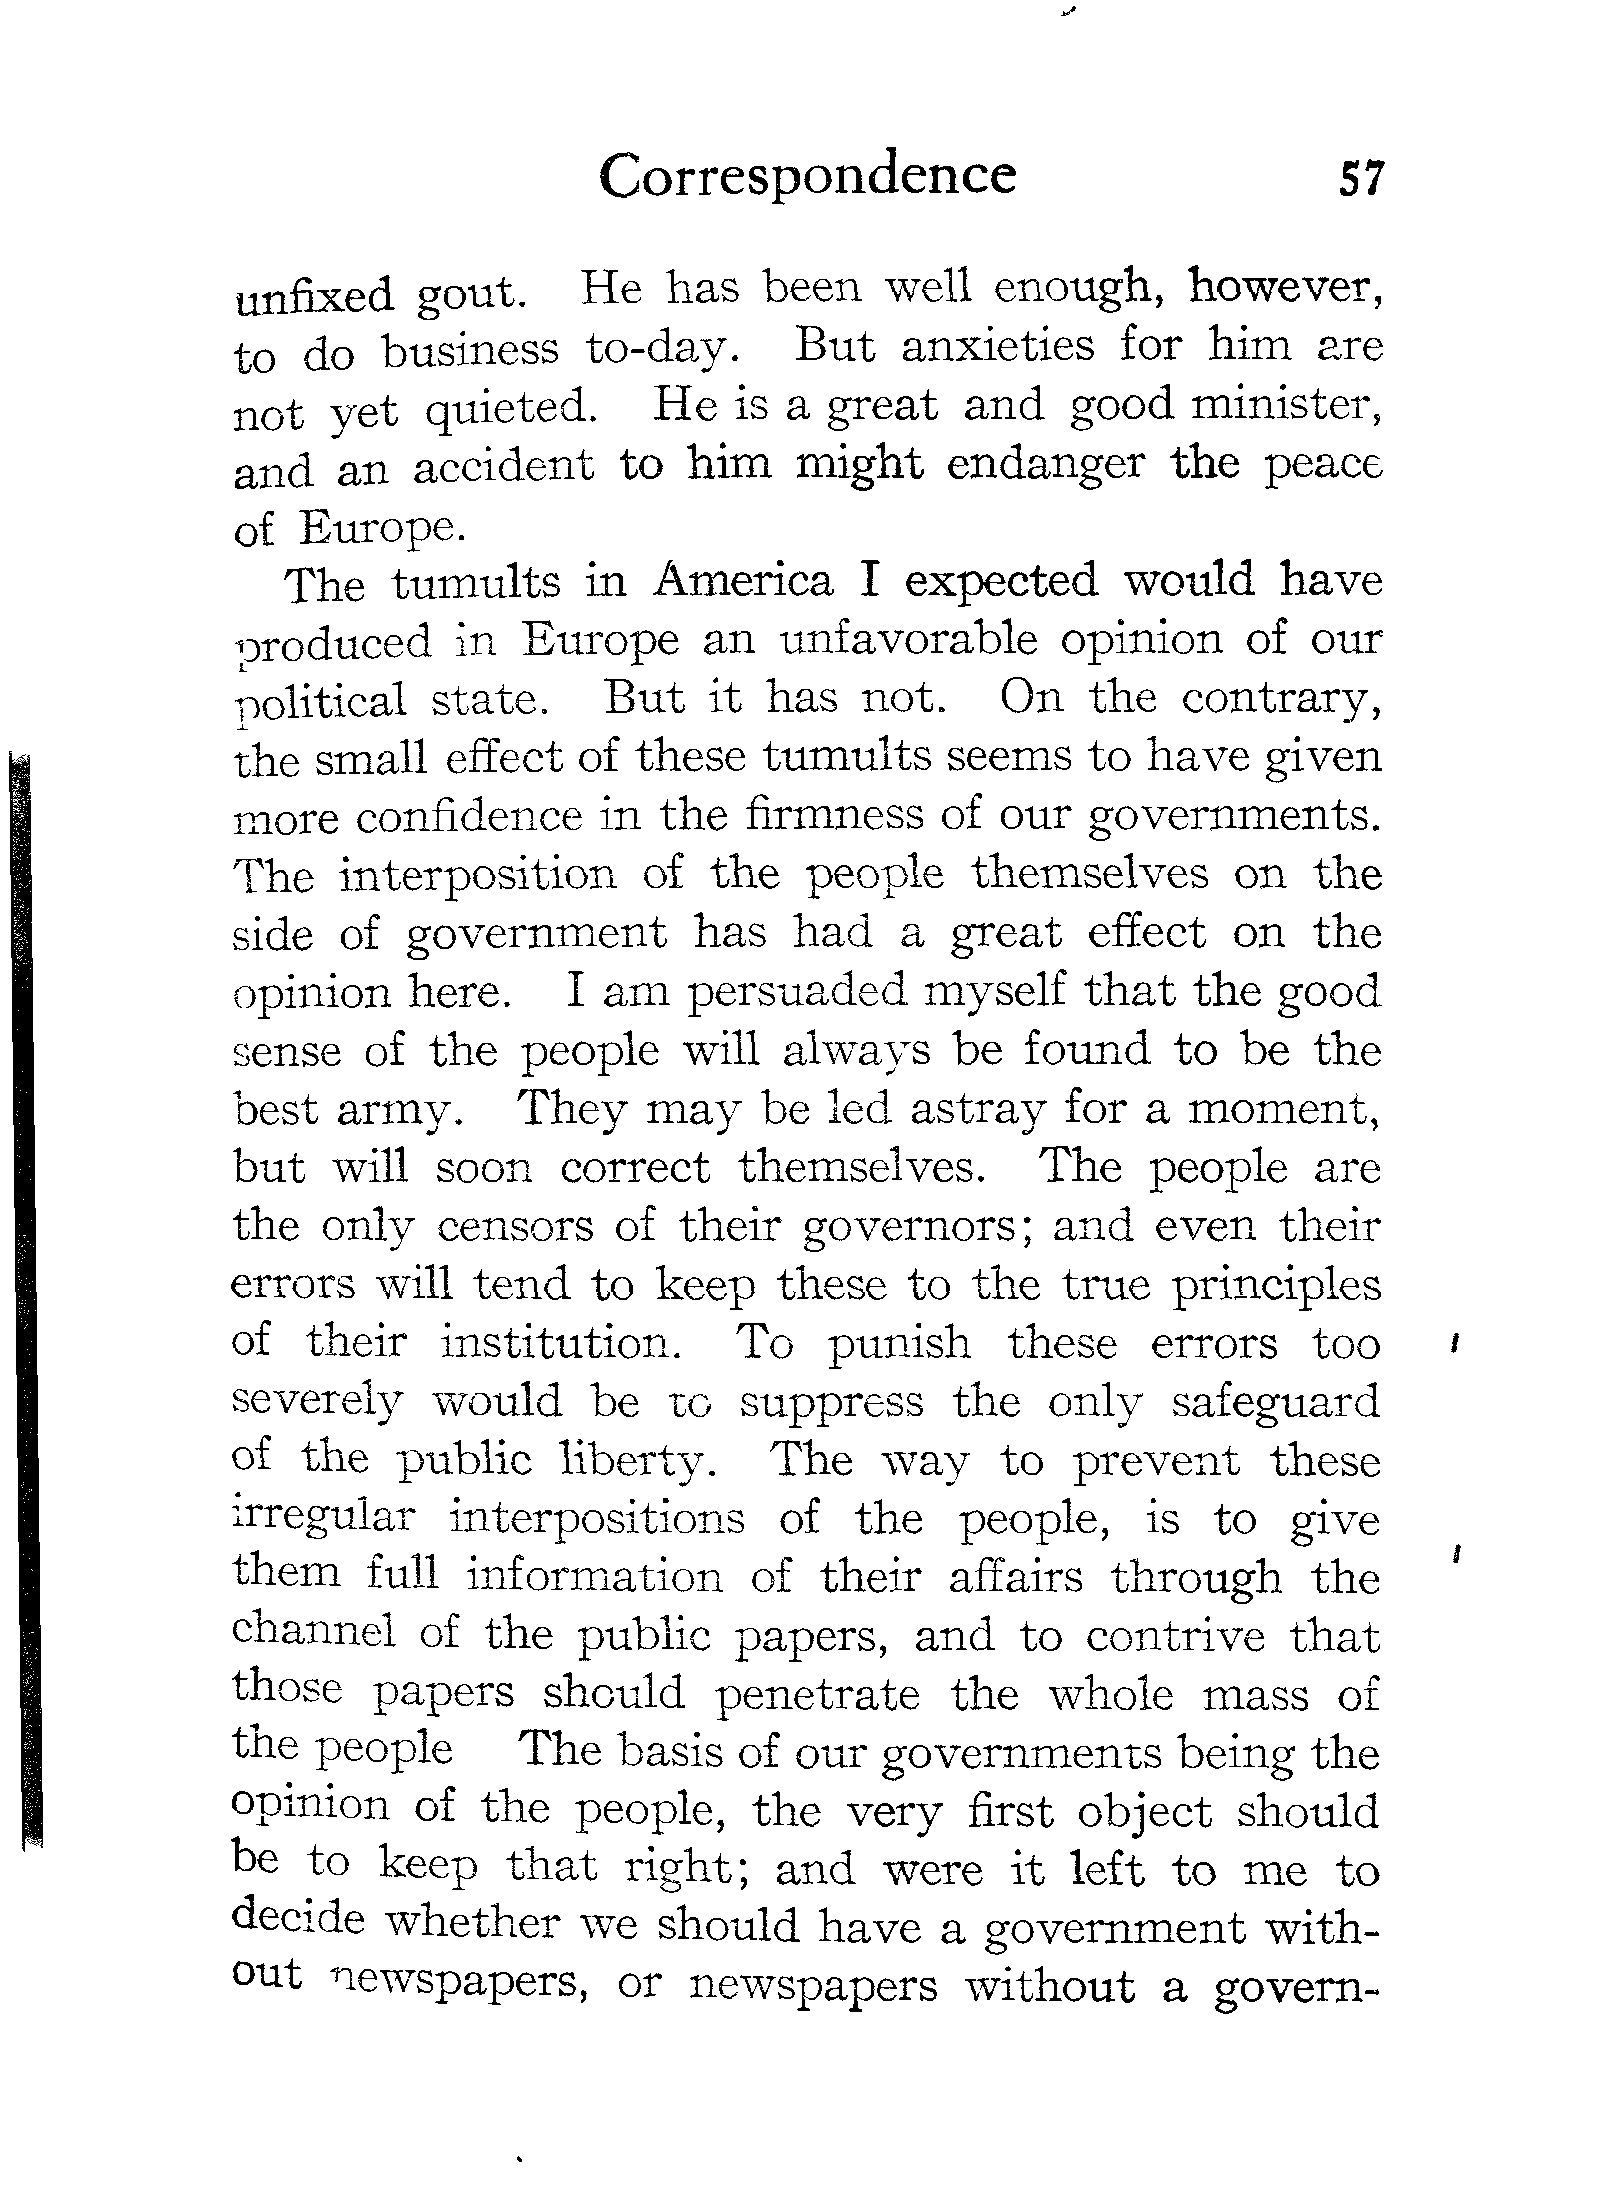 Correspondence 57
unfixed gout. He has been well enough, however,
to do business to-day. But anxieties for him are
not yet quieted. He is a great and good minister,
and an accident to him might endanger the peace
of Europe.
The tumults in America I expected would have
produced in Europe an unfavorable opinion of our
political state. But it has not. On the contrary,
the small effect of these tumults seems to have given
more confidence in the firmness of our governments.
The interposition of the people themselves on the
side of government has had a great effect on the
opinion here. I am persuaded myself that the good
sense of the people will always be found to be the
best army. They may be led astray for a moment,
but will soon correct themselves. The people are
the only censors of their governors; and even their
errors will tend to keep these to the true principles
of their institution. To punish these errors too
severely would be to suppress the only safeguard
of the public liberty. The way to prevent these
irregular interpositions of the people, is to give
them full information of their affairs through the
channel of the public papers, and to contrive that
those papers should penetrate the whole mass of
the people The basis of our governments being the
opinion of the people, the very first object should
be to keep that right; and were it left to me to
decide whether we should have a government with-
out newspapers, or newspapers without a govern-